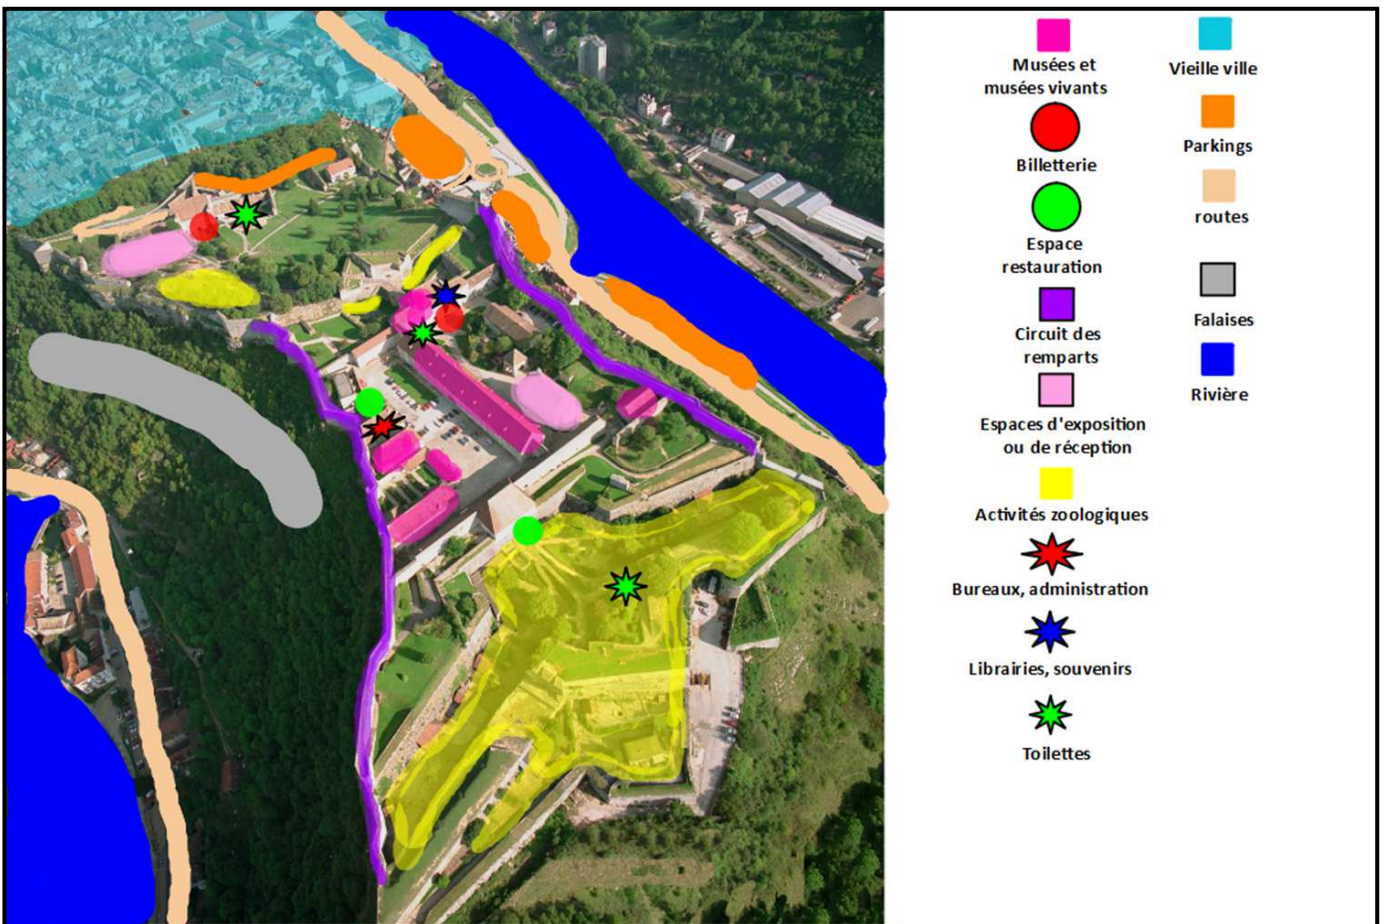 Musées et
musées vivants
Billetterie
Espace
restauration
Circuit des
remparts
Espaces d'exposition
ou de réception
Activités zoologiques
Bureaux, administration
Librairies, souvenirs
Toilettes
Vieille ville
Parkings
routes
Falaises
Rivière